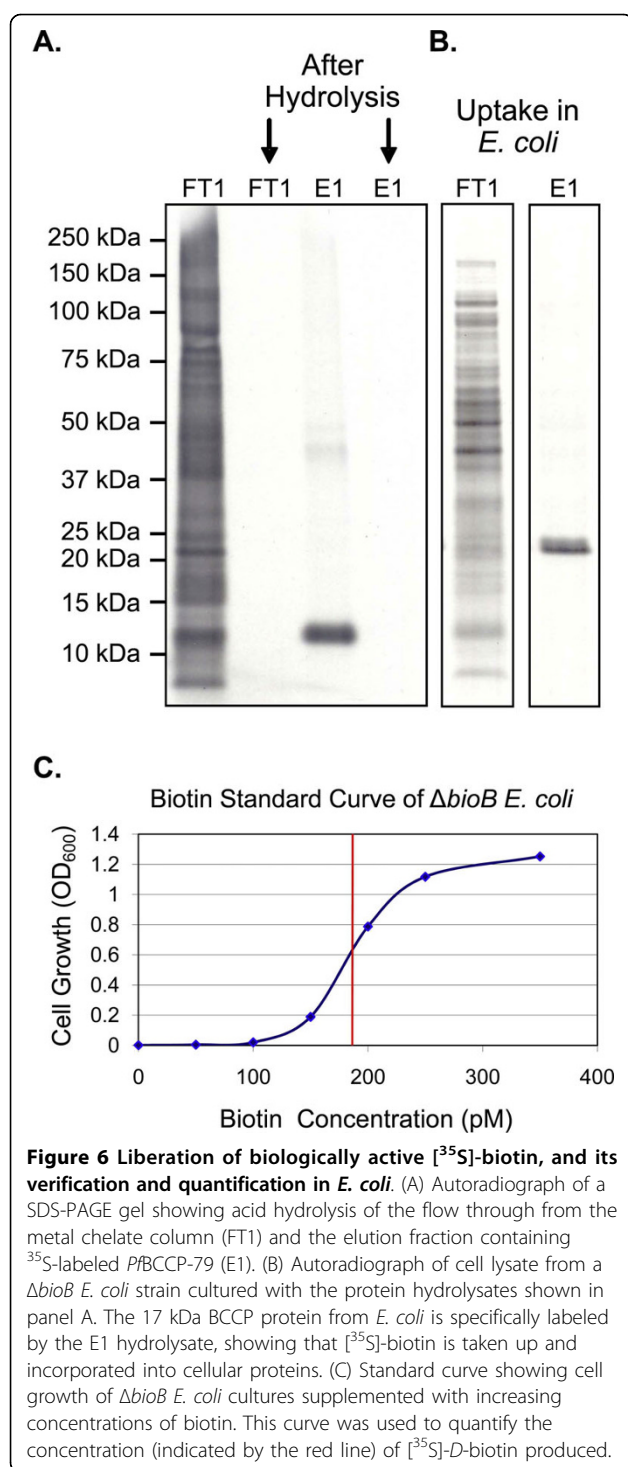 A.
B.
After
Hydrolysis
Uptake in
E. coli
FT1 FT1 E1 E1 FT1 E1
250 kDa
150 kDa
100 kDa
75 kDa
50 kDa
37 kDa
25 kDa
20 kDa
15 kDa
10 kDa
C.
Biotin Standard Curve of ΔbioB E. coli
Cell Growth (OD₆₀₀)
1.4
1.2
1
0.8
0.6
0.4
0.2
0
0 100 200 300 400
Biotin Concentration (pM)
Figure 6 Liberation of biologically active [³⁵S]-biotin, and its
verification and quantification in E. coli. (A) Autoradiograph of a
SDS-PAGE gel showing acid hydrolysis of the flow through from the
metal chelate column (FT1) and the elution fraction containing
³⁵S-labeled PfBCCP-79 (E1). (B) Autoradiograph of cell lysate from a
ΔbioB E. coli strain cultured with the protein hydrolysates shown in
panel A. The 17 kDa BCCP protein from E. coli is specifically labeled
by the E1 hydrolysate, showing that [³⁵S]-biotin is taken up and
incorporated into cellular proteins. (C) Standard curve showing cell
growth of ΔbioB E. coli cultures supplemented with increasing
concentrations of biotin. This curve was used to quantify the
concentration (indicated by the red line) of [³⁵S]-D-biotin produced.